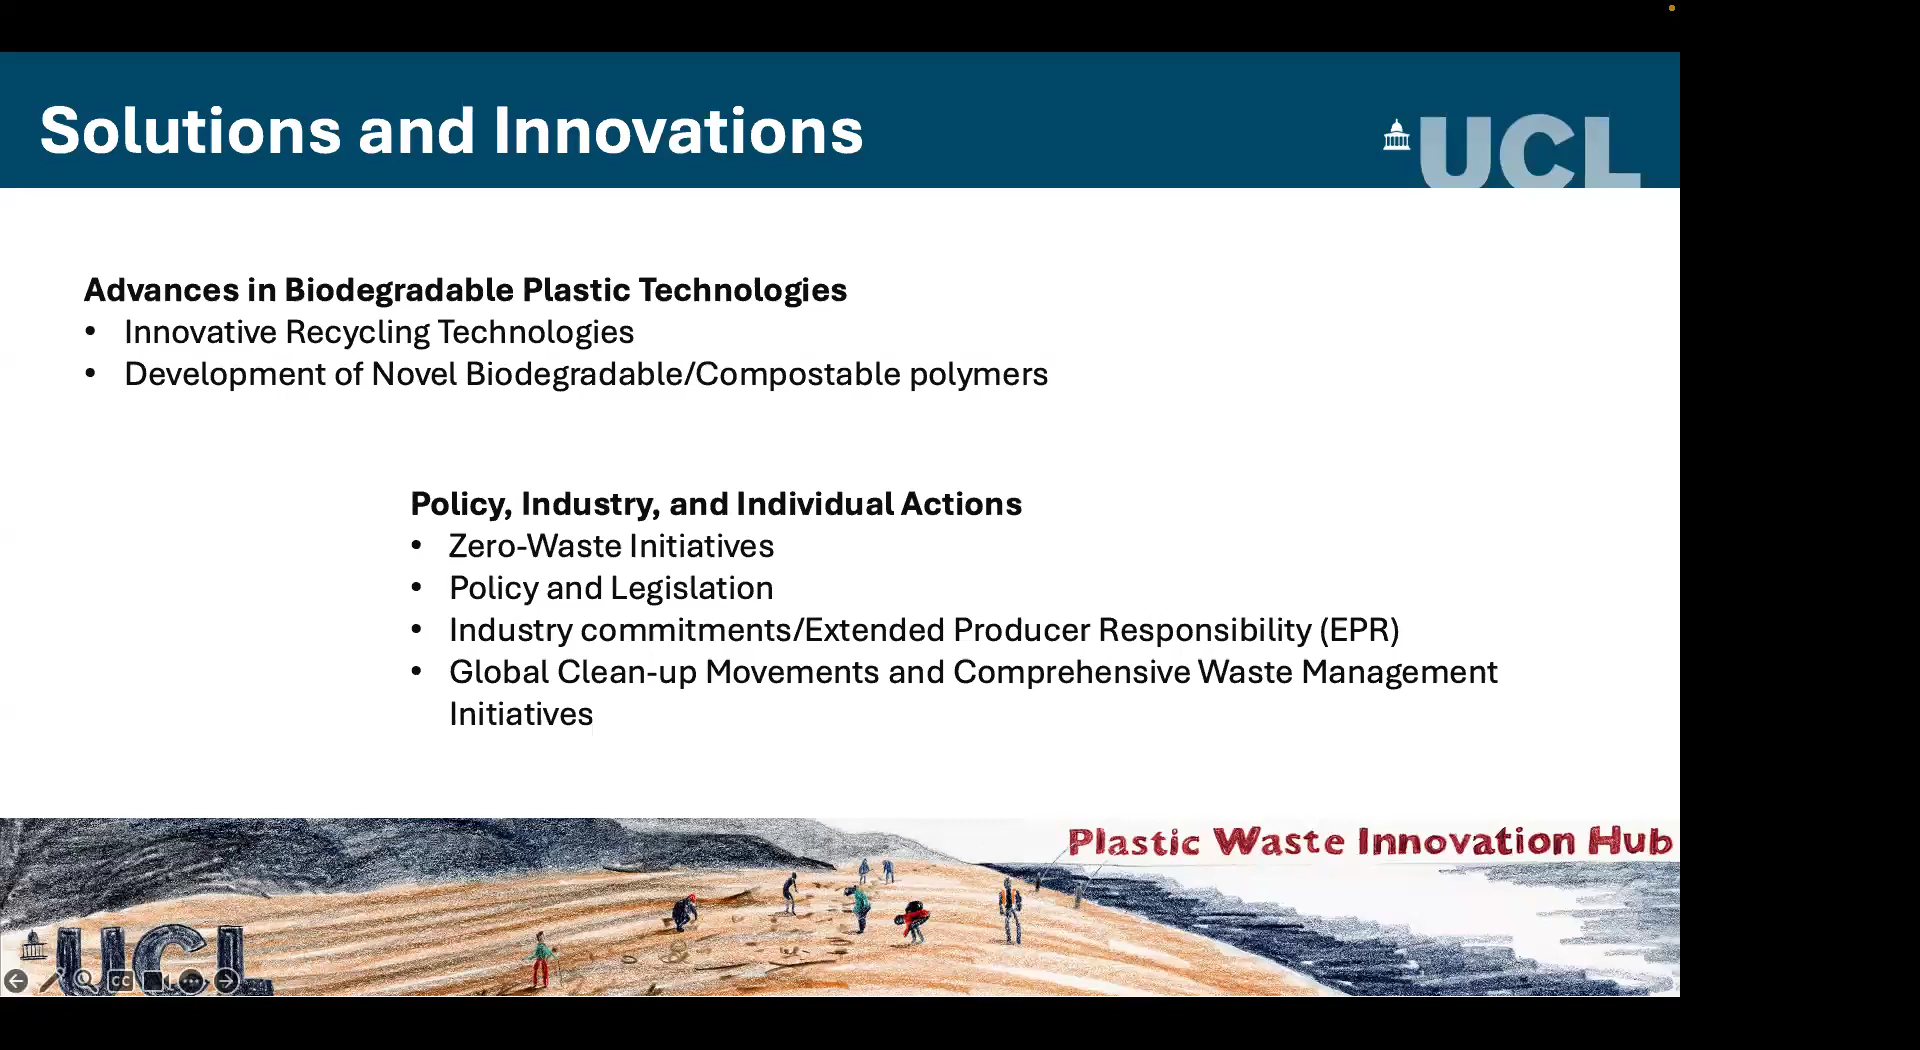 Solutions and Innovations
UCL
Advances in Biodegradable Plastic Technologies
• Innovative Recycling Technologies
• Development of Novel Biodegradable/Compostable polymers
Policy, Industry, and Individual Actions
• Zero-Waste Initiatives
• Policy and Legislation
• Industry commitments/Extended Producer Responsibility (EPR)
• Global Clean-up Movements and Comprehensive Waste Management
Initiatives
Plastic Waste Innovation Hub
UCL
CC